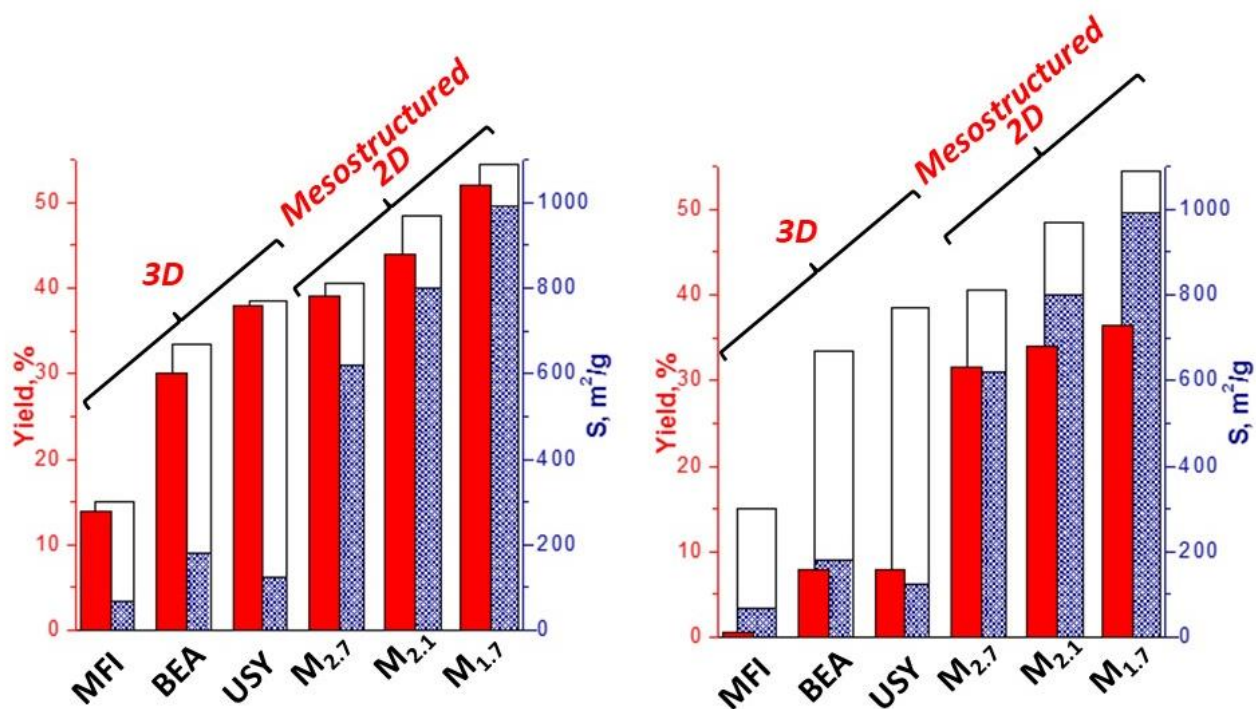 Mesostructured
2D
3D
Yield, %
50
40
30
20
10
0
S, m²/g
1000
800
600
400
200
0
MFI
BEA
USY
M₂.₇
M₂.₁
M₁.₇
Mesostructured
2D
3D
Yield, %
50
40
30
20
10
0
S, m²/g
1000
800
600
400
200
0
MFI
BEA
USY
M₂.₇
M₂.₁
M₁.₇